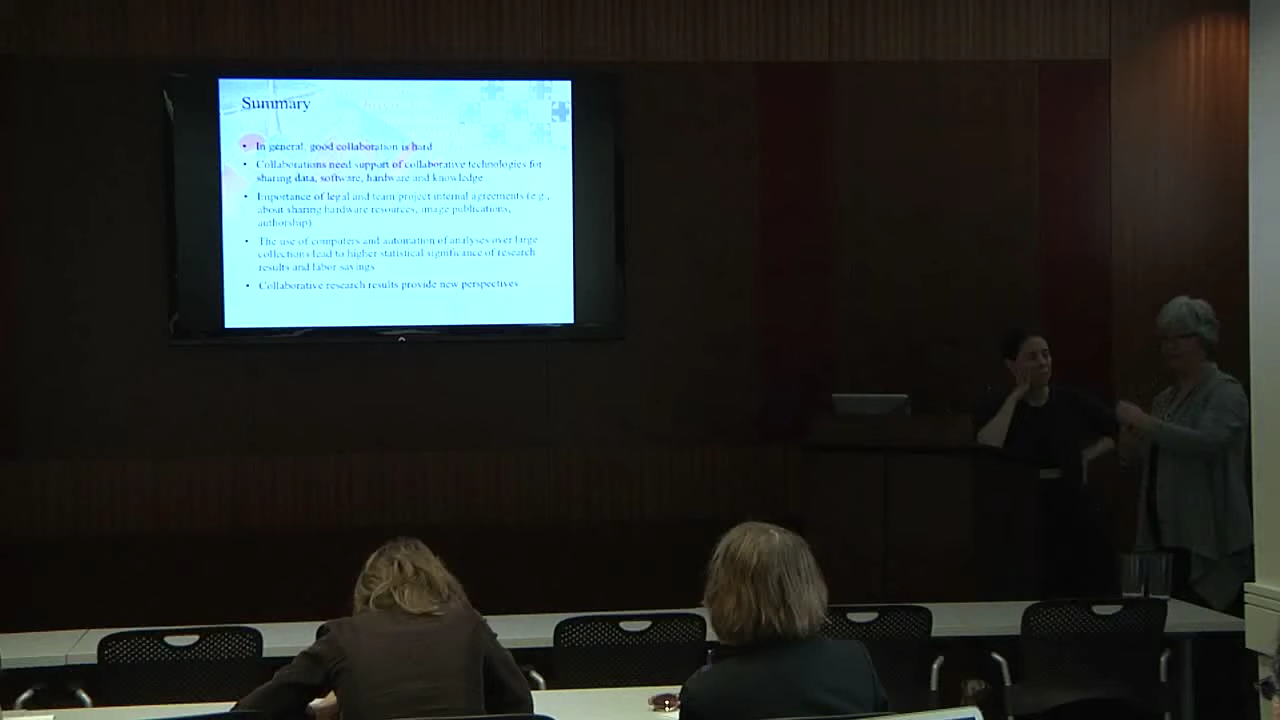 Summary
• In general, good collaboration is hard
• Collaborations need support of collaborative technologies for
sharing data, software, hardware and knowledge
• Importance of legal and team/project internal agreements (e.g.,
about sharing hardware resources, image publications,
authorship)
• The use of computers and automation of analyses over large
collections lead to higher statistical significance of research
results and labor savings
• Collaborative research results provide new perspectives